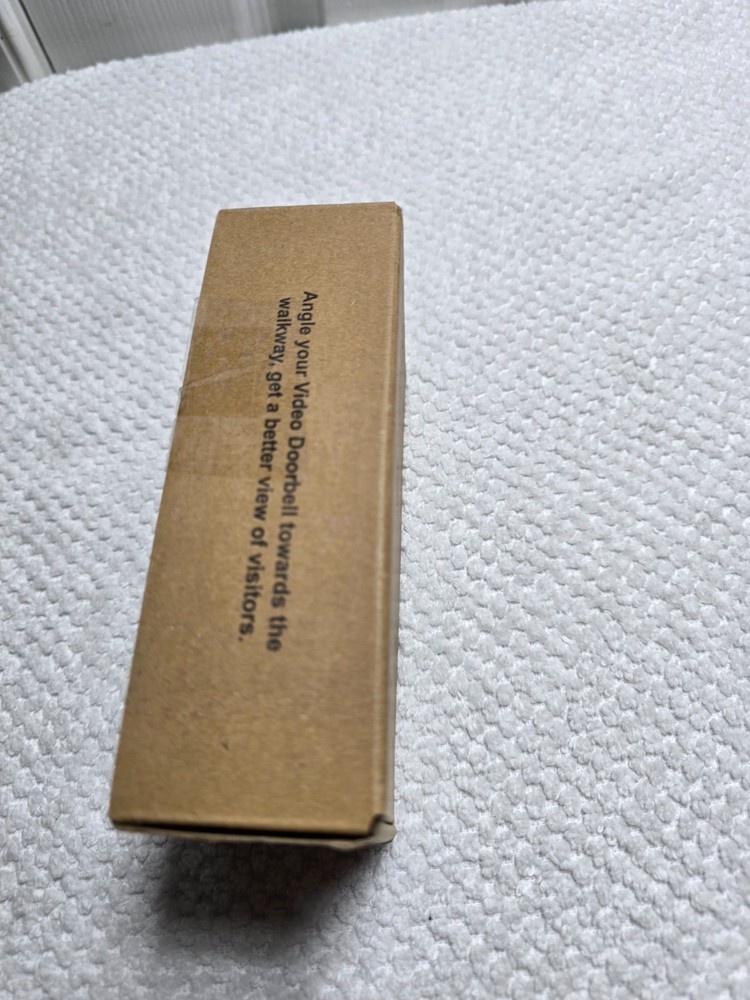 Angle your Video Doorbell towards the
walkway, get a better view of visitors.